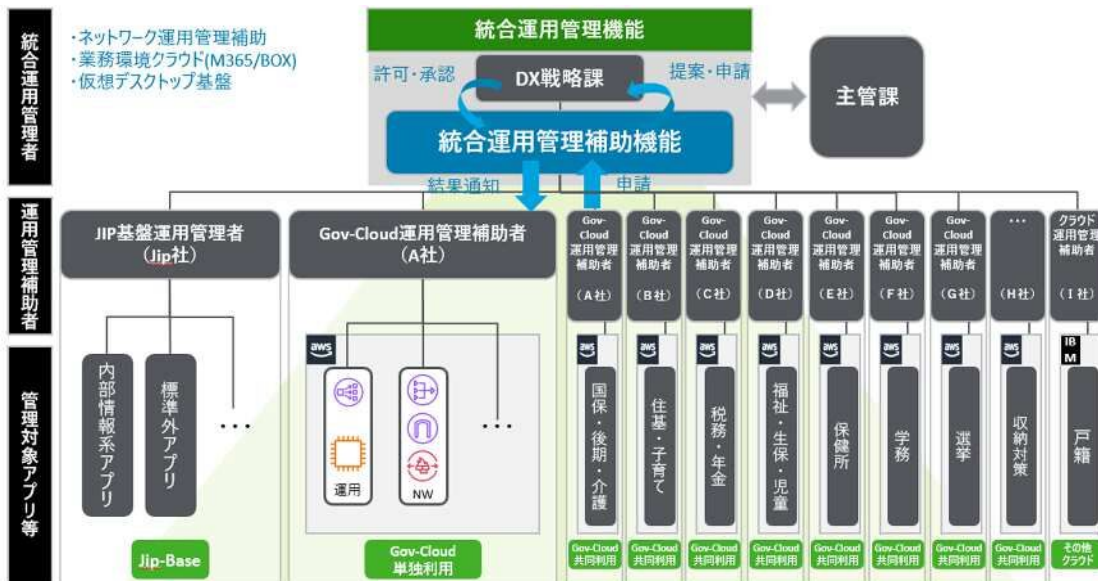 統合運用管理者
・ネットワーク運用管理補助
・業務環境クラウド(M365/BOX)
・仮想デスクトップ基盤
統合運用管理機能
許可・承認
提案・申請
DX戦略課
統合運用管理補助機能
主管課
結果通知
申請
運用管理補助者
JIP基盤運用管理者
(Jip社)
Gov-Cloud運用管理補助者
(A社)
Gov-
Cloud
運用管理
補助者
(A社)
Gov-
Cloud
運用管理
補助者
(B社)
Gov-
Cloud
運用管理
補助者
(C社)
Gov-
Cloud
運用管理
補助者
(D社)
Gov-
Cloud
運用管理
補助者
(E社)
Gov-
Cloud
運用管理
補助者
(F社)
Gov-
Cloud
運用管理
補助者
(G社)
・・・
(H社)
クラウド
運用管理
補助者
(I社)
管理対象アプリ等
内部情報系アプリ
標準外アプリ
・・・
Jip-Base
aws
運用
NW
・・・
Gov-Cloud
単独利用
aws
国保・後期・介護
Gov-Cloud
共同利用
aws
住基・子育て
Gov-Cloud
共同利用
aws
税務・年金
Gov-Cloud
共同利用
aws
福祉・生保・児童
Gov-Cloud
共同利用
aws
保健所
Gov-Cloud
共同利用
aws
学務
Gov-Cloud
共同利用
aws
選挙
Gov-Cloud
共同利用
aws
収納対策
Gov-Cloud
共同利用
IB
M
戸籍
その他
クラウド